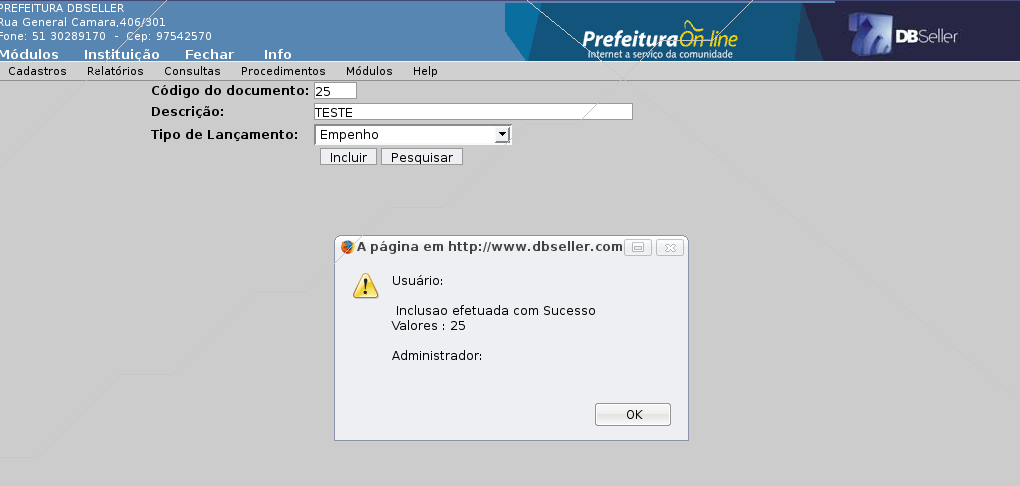 PREFEITURA DBSELLER
Rua General Camara,406/301
Fone: 51 30289170 - Cep: 97542570
Prefeitura On-line
Internet a serviço da comunidade
DBSeller
Módulos Instituição Fechar Info
Cadastros Relatórios Consultas Procedimentos Módulos Help
Código do documento: 25
Descrição: TESTE
Tipo de Lançamento: Empenho
Incluir Pesquisar
A página em http://www.dbseller.com
Usuário:
Inclusao efetuada com Sucesso
Valores : 25
Administrador:
OK